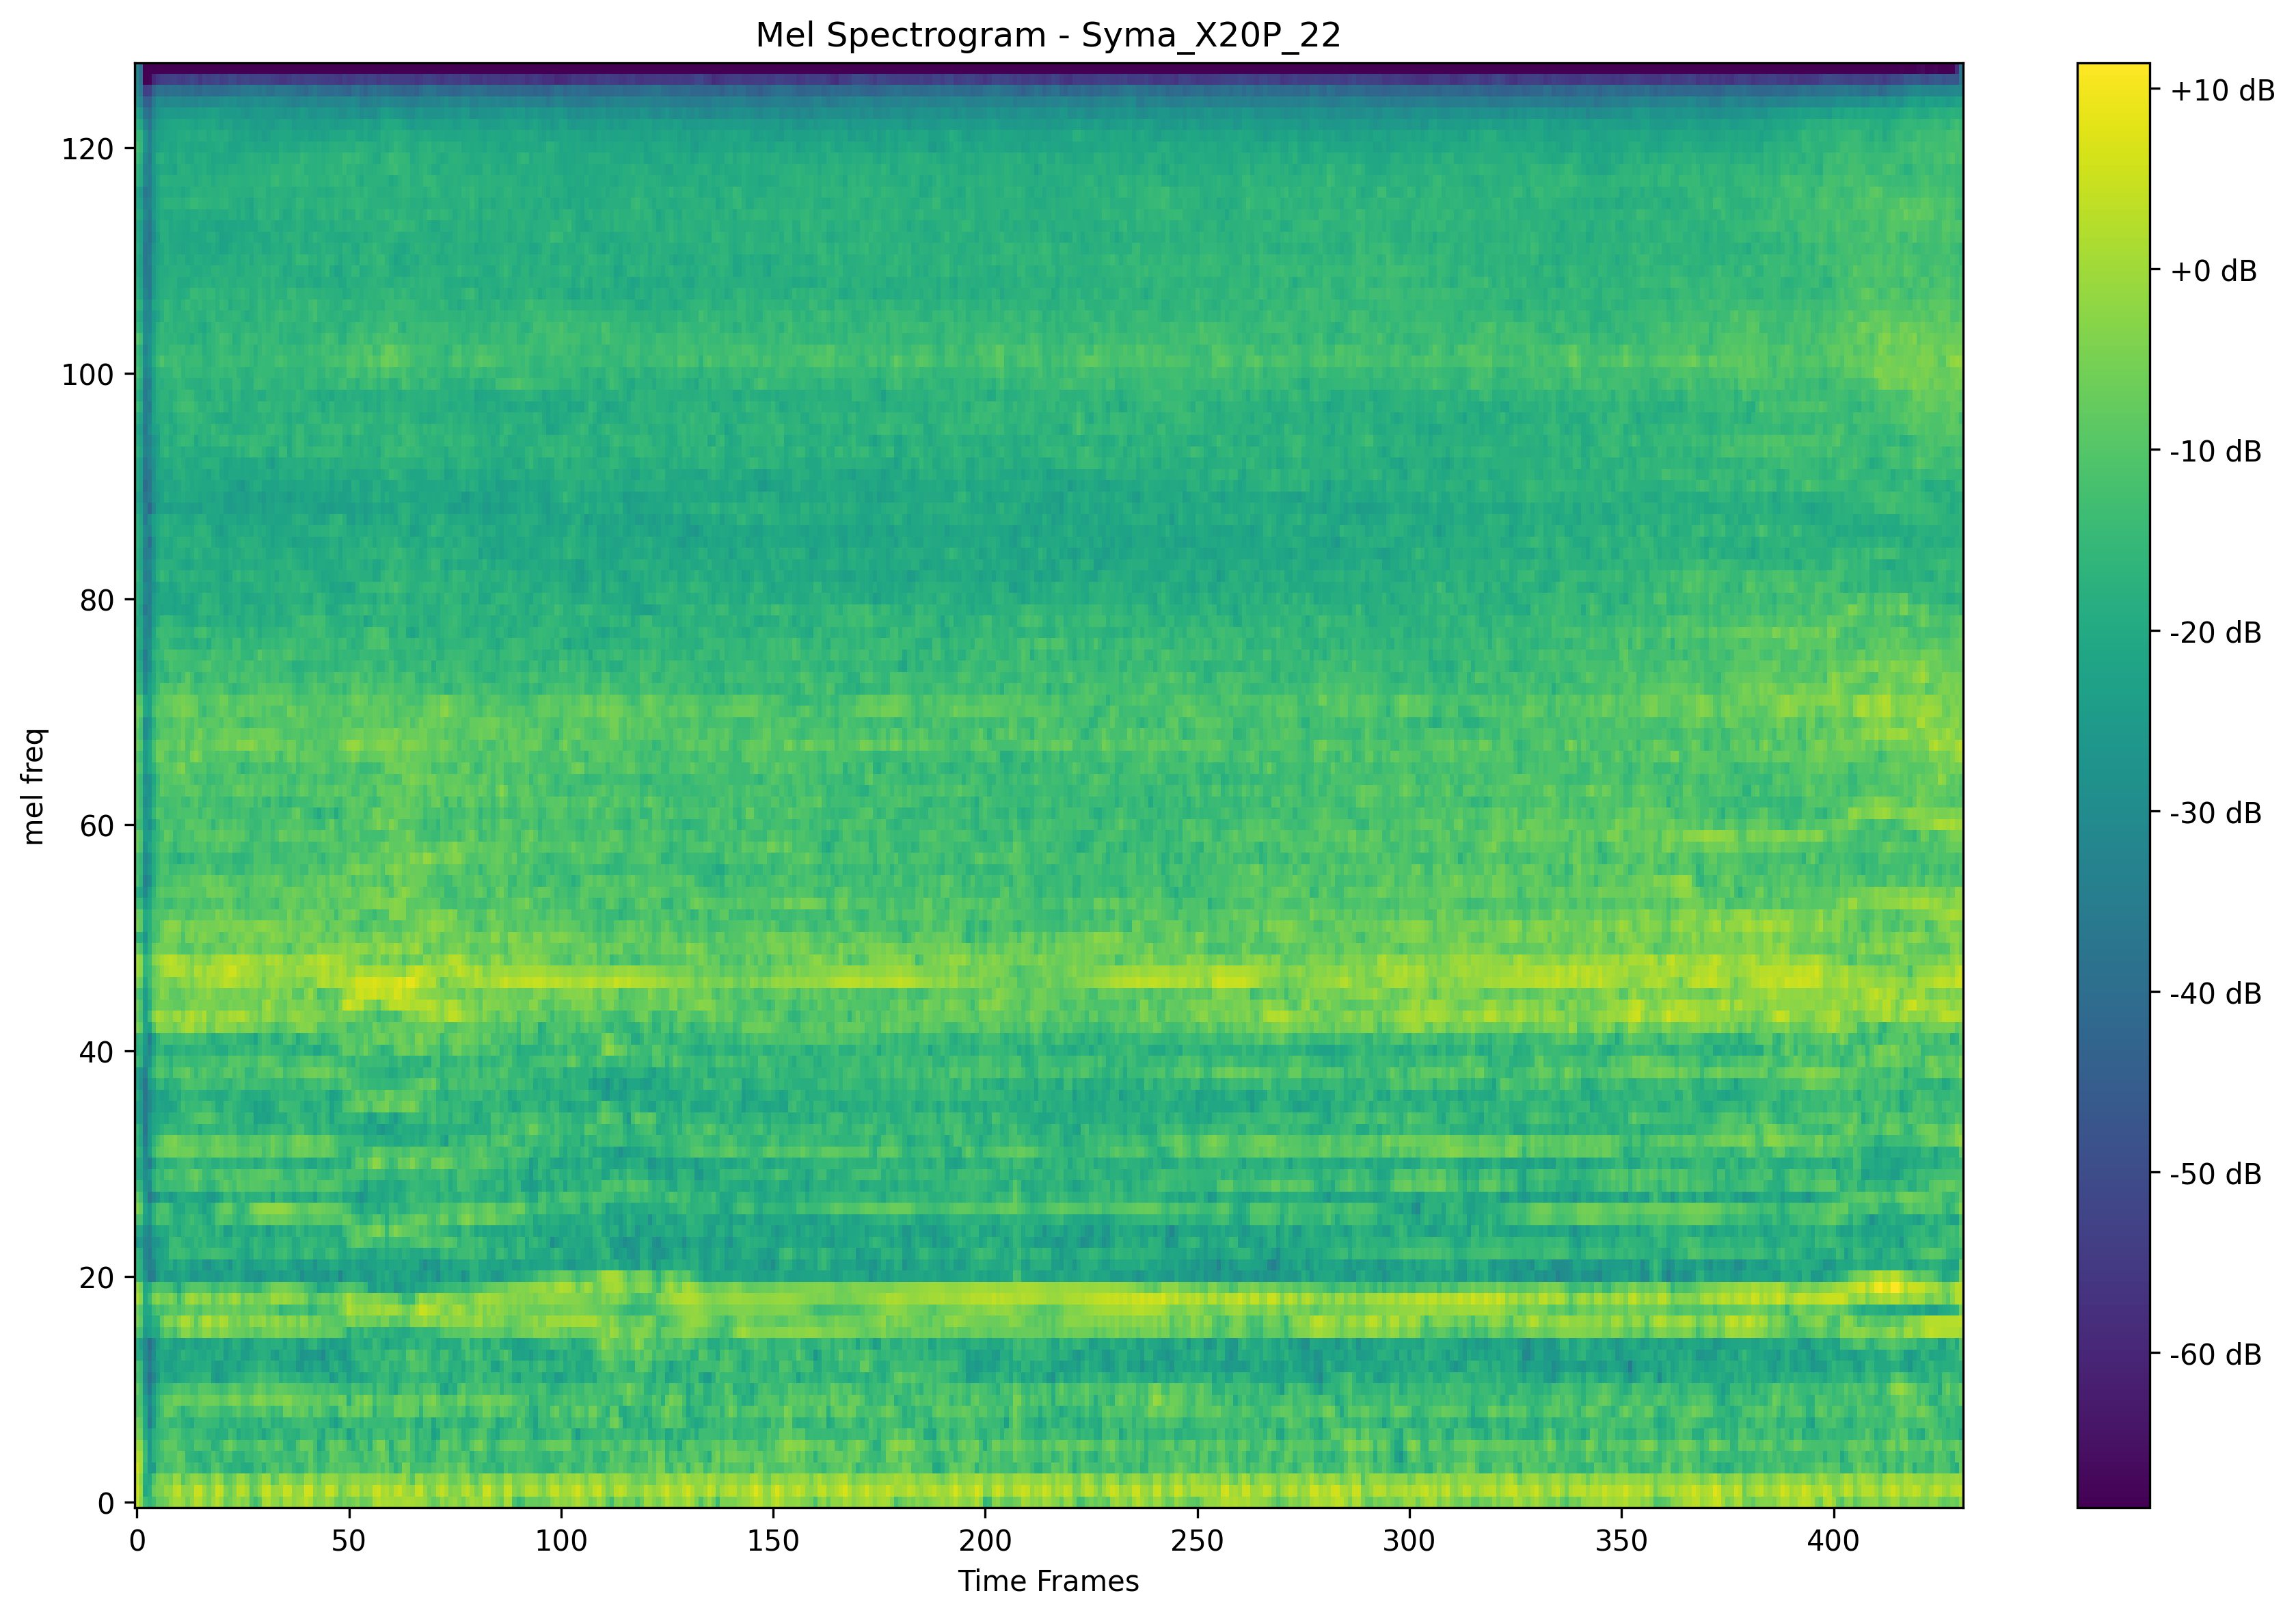 Mel Spectrogram - Syma_X20P_22
mel freq
120
100
80
60
40
20
0
0 50 100 150 200 250 300 350 400
Time Frames
+10 dB
+0 dB
-10 dB
-20 dB
-30 dB
-40 dB
-50 dB
-60 dB